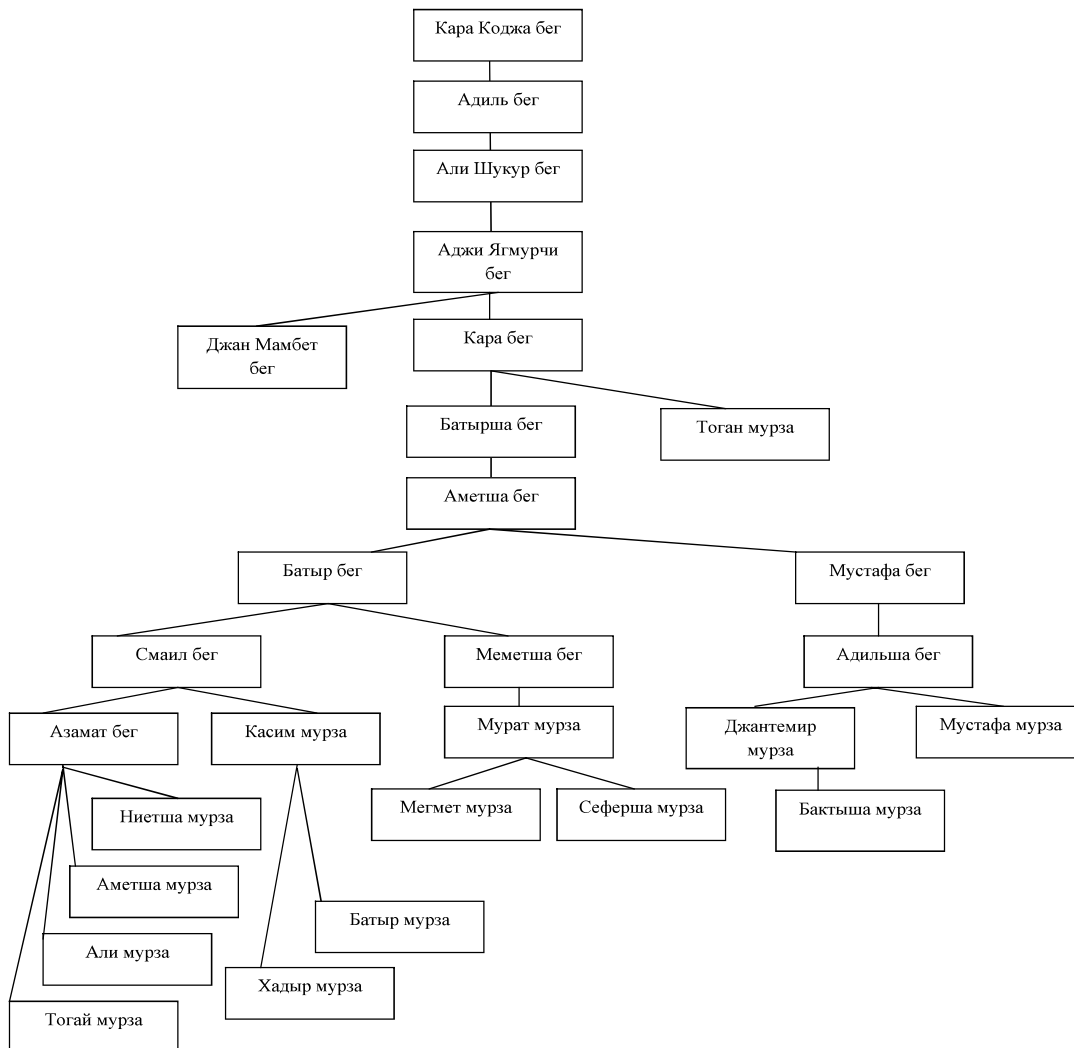 Кара Коджа бег
Адиль бег
Али Шукур бег
Аджи Ягмурчи
бег
Джан Мамбет
бег
Кара бег
Батырша бег
Тоган мурза
Аметша бег
Батыр бег
Мустафа бег
Смаил бег
Меметша бег
Адильша бег
Азамат бег
Касим мурза
Мурат мурза
Джантемир
мурза
Мустафа мурза
Ниетша мурза
Мегмет мурза
Сеферша мурза
Бактыша мурза
Аметша мурза
Батыр мурза
Али мурза
Хадыр мурза
Тогай мурза